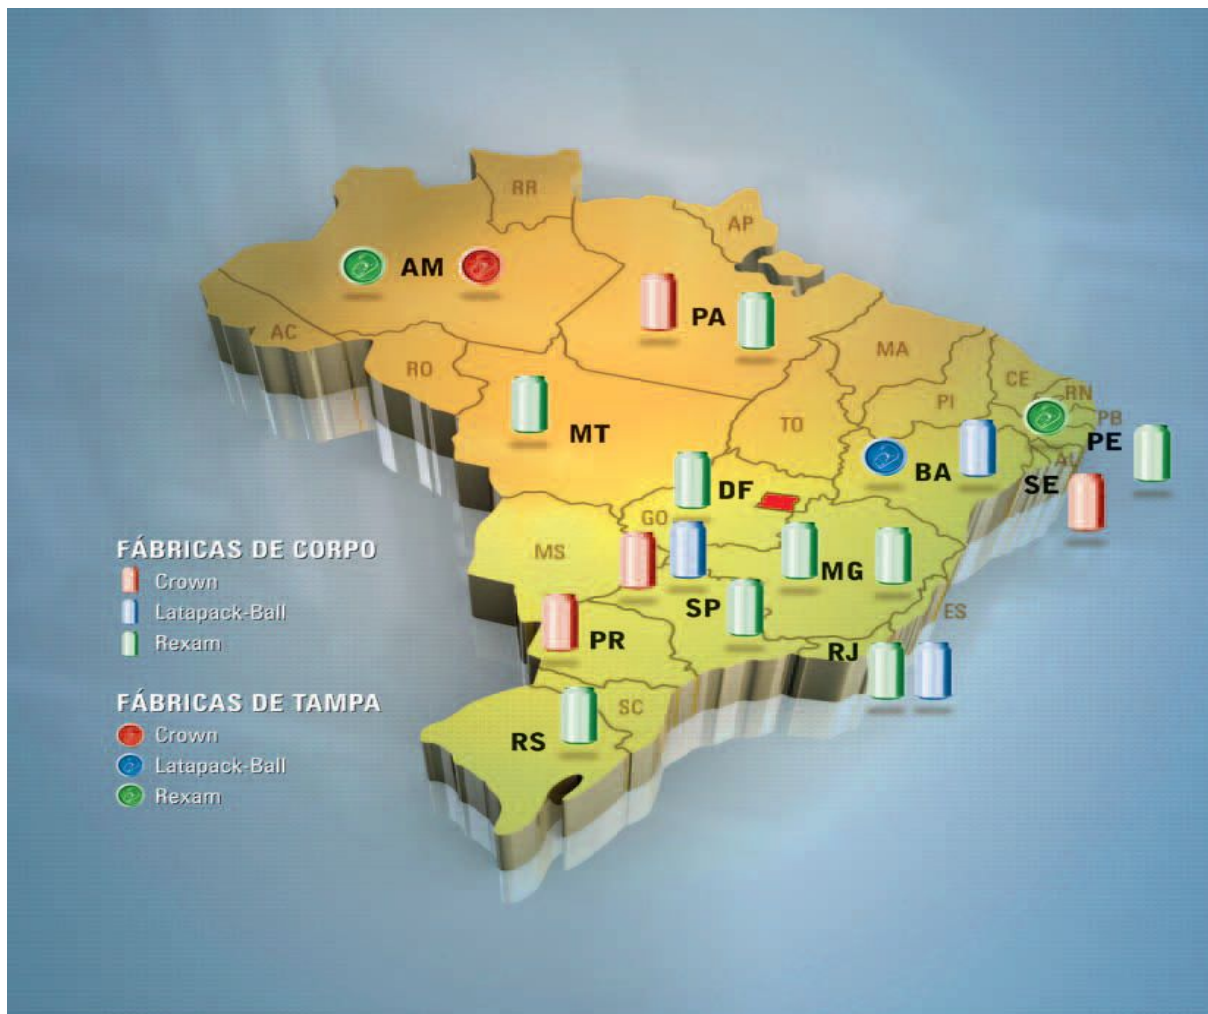 RR
AP
AM
PA
AC
RO
MA
CE
RN
PI
PB
TO
MT
PE
BA
AL
SE
DF
GO
MS
MG
SP
ES
PR
RJ
SC
RS
FÁBRICAS DE CORPO
Crown
Latapack-Ball
Rexam
FÁBRICAS DE TAMPA
Crown
Latapack-Ball
Rexam